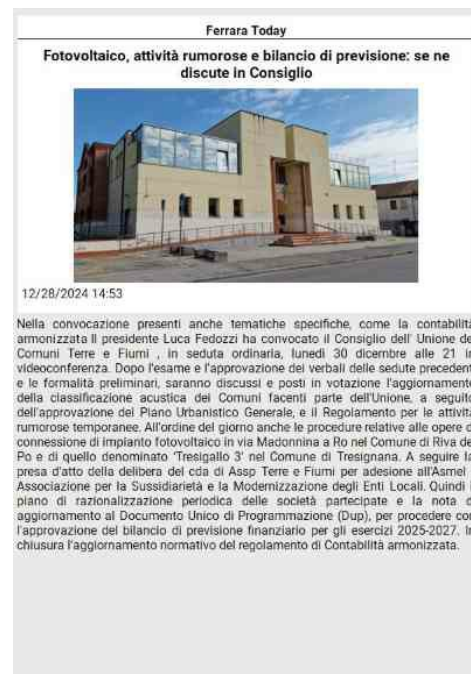 Ferrara Today
Fotovoltaico, attività rumorose e bilancio di previsione: se ne
discute in Consiglio
12/28/2024 14:53
Nella convocazione presenti anche tematiche specifiche, come la contabilità
armonizzata Il presidente Luca Fedozzi ha convocato il Consiglio dell' Unione de
Comuni Terre e Fiumi , in seduta ordinaria, lunedì 30 dicembre alle 21 in
videoconferenza. Dopo l'esame e l'approvazione dei verbali delle sedute precedent
e le formalità preliminari, saranno discussi e posti in votazione l'aggiornamento
della classificazione acustica dei Comuni facenti parte dell'Unione, a seguito
dell'approvazione del Piano Urbanistico Generale, e il Regolamento per le attività
rumorose temporanee. All'ordine del giorno anche le procedure relative alle opere d
connessione di impianto fotovoltaico in via Madonnina a Ro nel Comune di Riva de
Po e di quello denominato 'Tresigallo 3' nel Comune di Tresignana. A seguire la
presa d'atto della delibera del cda di Assp Terre e Fiumi per adesione all'Asmel
Associazione per la Sussidiarietà e la Modernizzazione degli Enti Locali. Quindi i
piano di razionalizzazione periodica delle società partecipate e la nota d
aggiornamento al Documento Unico di Programmazione (Dup), per procedere con
l'approvazione del bilancio di previsione finanziario per gli esercizi 2025-2027. In
chiusura l'aggiornamento normativo del regolamento di Contabilità armonizzata.